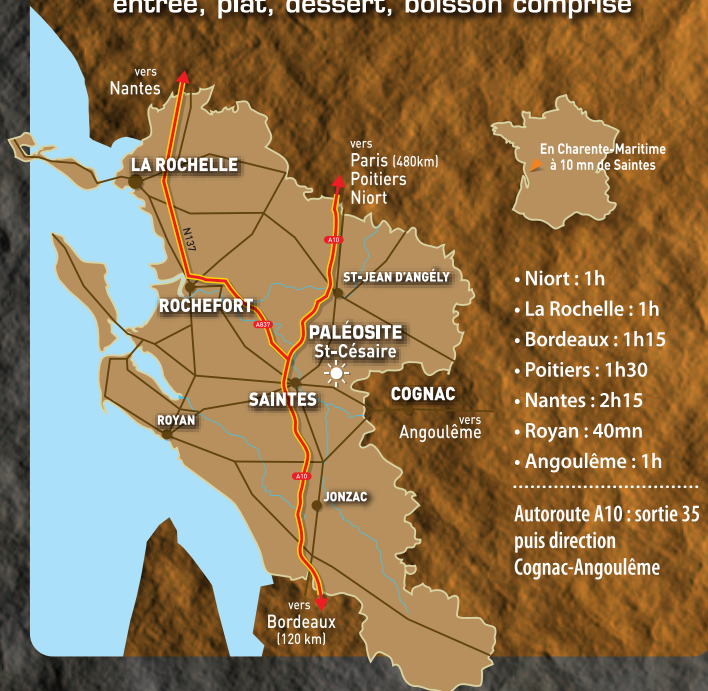 entrée, plat, dessert, boisson comprise
vers
Nantes
LA ROCHELLE
N137
ROCHEFORT
A837
vers
Paris (480km)
Poitiers
Niort
A10
ST-JEAN D'ANGÉLY
PALÉOSITE
St-Césaire
SAINTES
COGNAC
vers
Angoulême
ROYAN
A10
JONZAC
vers
Bordeaux
(120 km)
En Charente-Maritime
à 10 mn de Saintes
• Niort : 1h
• La Rochelle : 1h
• Bordeaux : 1h15
• Poitiers : 1h30
• Nantes : 2h15
• Royan : 40mn
• Angoulême : 1h
Autoroute A10 : sortie 35
puis direction
Cognac-Angoulême